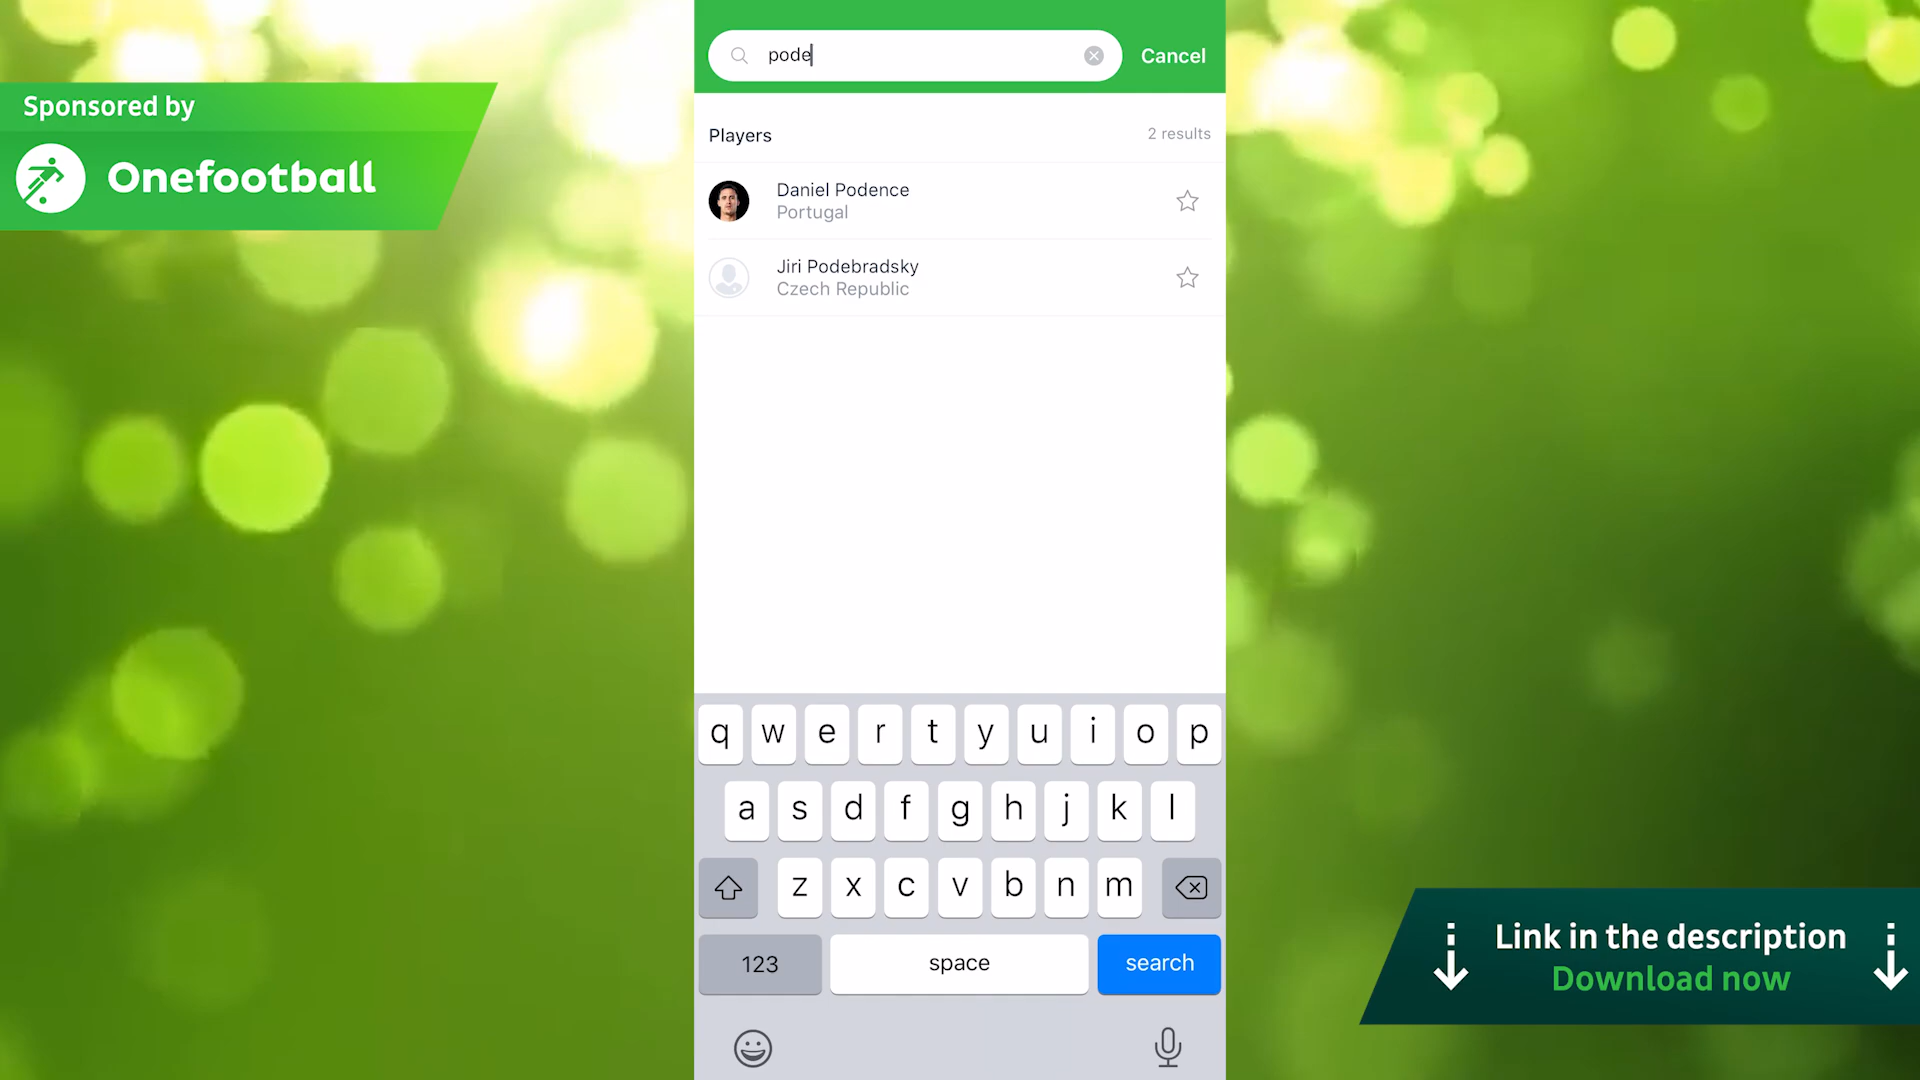 Sponsored by
Onefootball
pode
Cancel
Players
2 results
Daniel Podence
Portugal
Jiri Podebradsky
Czech Republic
q w e r t y u i o p
a s d f g h j k l
z x c v b n m
123 space search
Link in the description
Download now